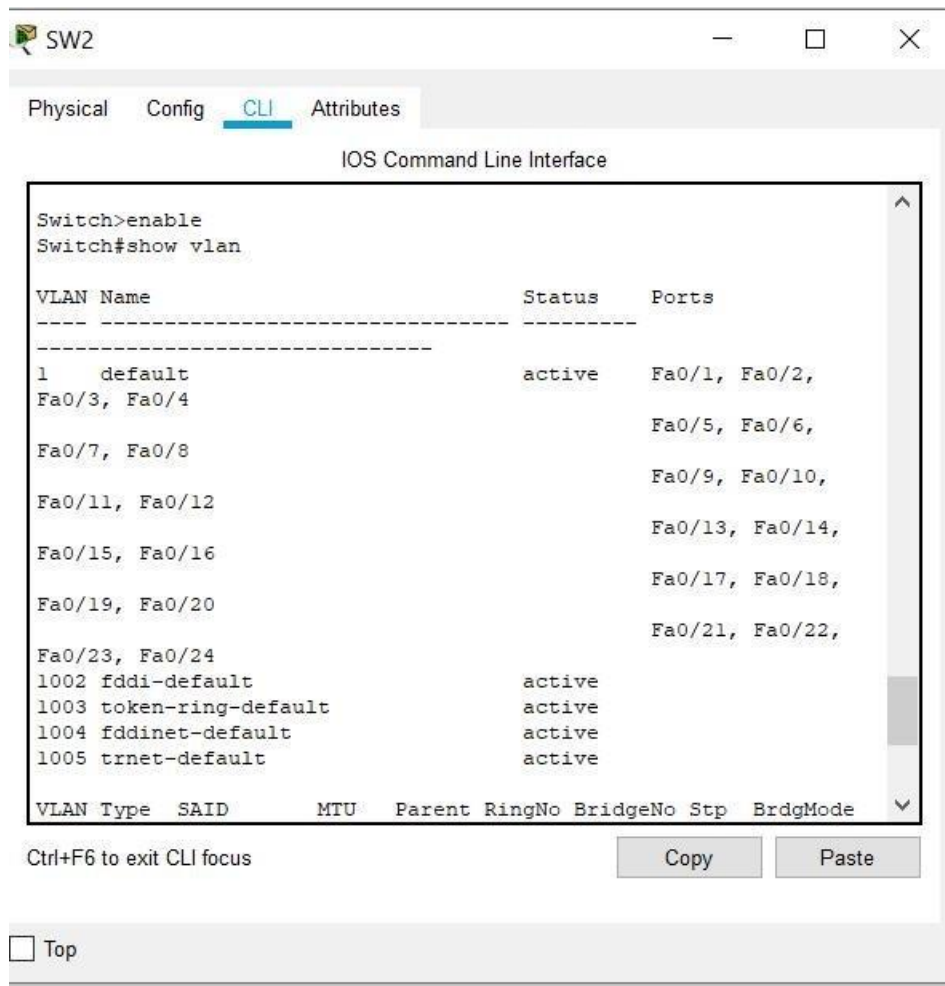 SW2
Physical Config CLI Attributes
IOS Command Line Interface
Switch>enable
Switch#show vlan
VLAN Name Status Ports
---- -------------------------------- ---------
-------------------------------
1 default active Fa0/1, Fa0/2,
Fa0/3, Fa0/4
Fa0/5, Fa0/6,
Fa0/7, Fa0/8
Fa0/9, Fa0/10,
Fa0/11, Fa0/12
Fa0/13, Fa0/14,
Fa0/15, Fa0/16
Fa0/17, Fa0/18,
Fa0/19, Fa0/20
Fa0/21, Fa0/22,
Fa0/23, Fa0/24
1002 fddi-default active
1003 token-ring-default active
1004 fddinet-default active
1005 trnet-default active
VLAN Type SAID MTU Parent RingNo BridgeNo Stp BrdgMode
Ctrl+F6 to exit CLI focus
Copy Paste
Top